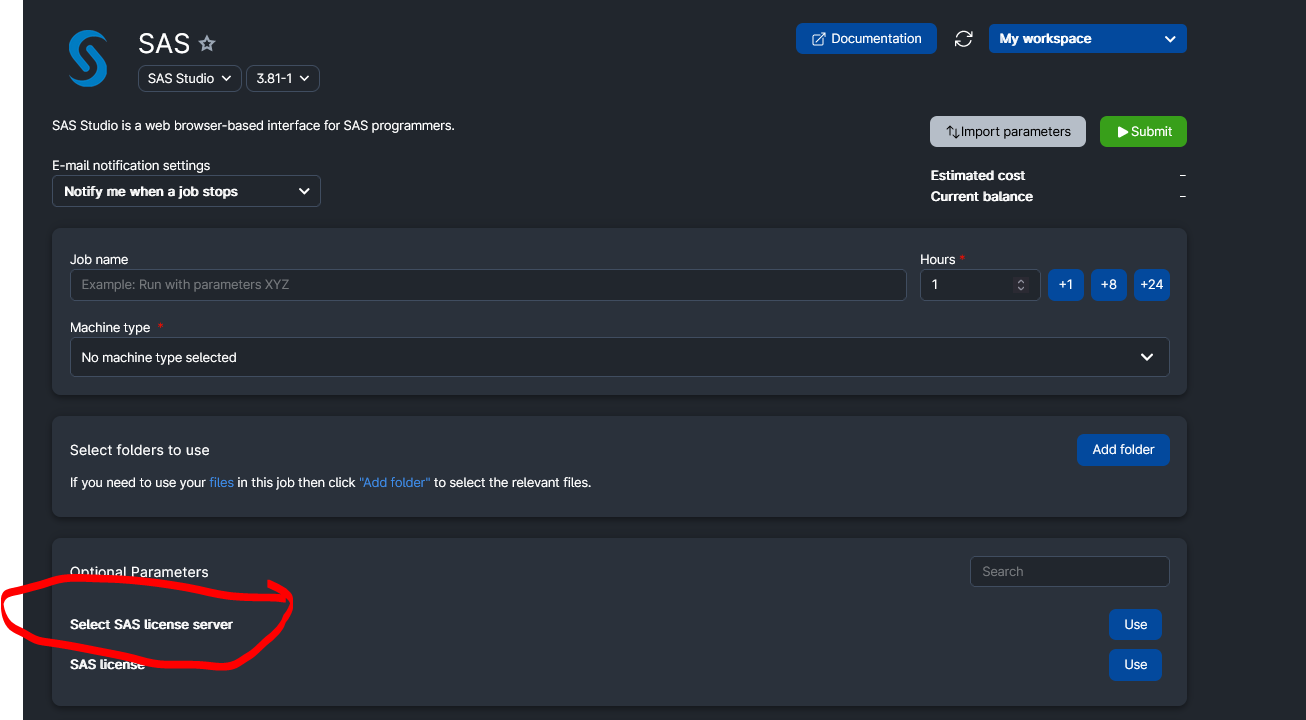 SAS
Documentation
My workspace
SAS Studio 3.81-1
SAS Studio is a web browser-based interface for SAS programmers.
Import parameters
Submit
E-mail notification settings
Notify me when a job stops
Estimated cost –
Current balance –
Job name
Example: Run with parameters XYZ
Hours *
1
+1 +8 +24
Machine type *
No machine type selected
Select folders to use
Add folder
If you need to use your files in this job then click "Add folder" to select the relevant files.
Optional Parameters
Search
Select SAS license server
Use
SAS license
Use